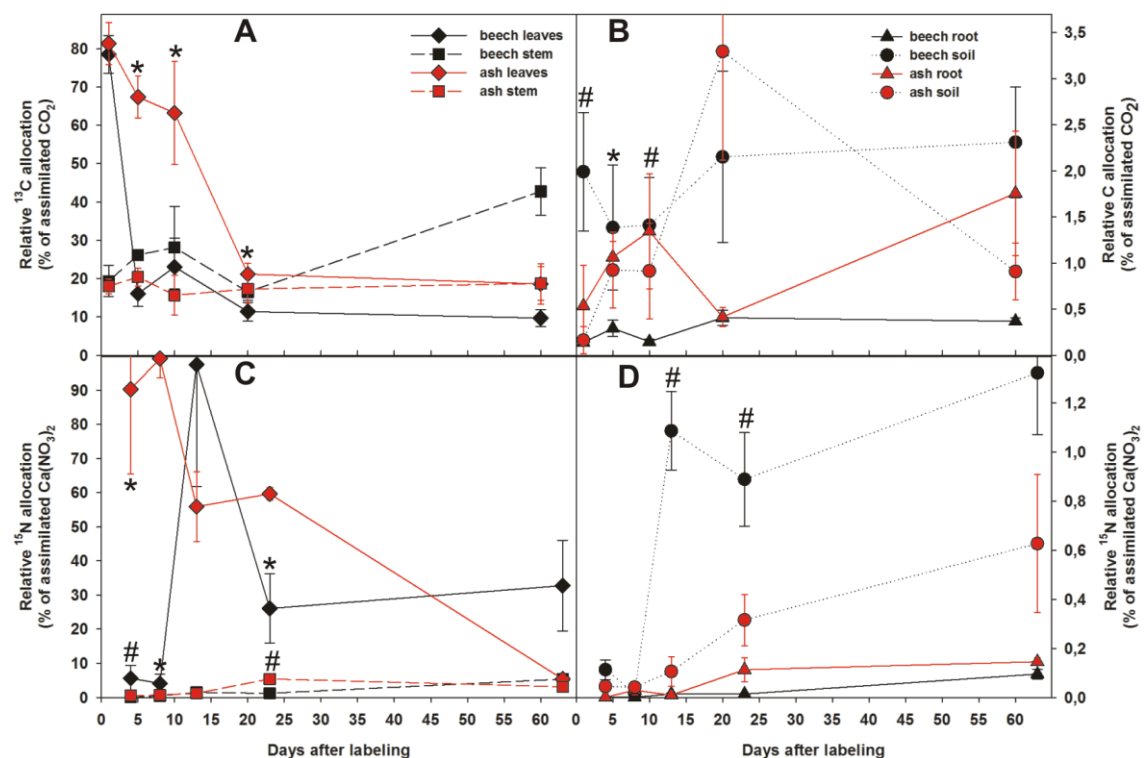 A
B
beech leaves
beech stem
ash leaves
ash stem
beech root
beech soil
ash root
ash soil
Relative ¹³C allocation
(% of assimilated CO₂)
80
70
60
50
40
30
20
10
0
* * *
# * #
3,5
3,0
2,5
2,0
1,5
1,0
0,5
0,0
Relative C allocation
(% of assimilated CO₂)
C
D
Relative ¹⁵N allocation
(% of assimilated Ca(NO₃)₂
90
80
70
60
50
40
30
20
10
0
*
*
# * #
# #
1,2
1,0
0,8
0,6
0,4
0,2
0,0
Relative ¹⁵N allocation
(% of assimilated Ca(NO₃)₂
0 5 10 15 20 25 30 35 40 45 50 55 60
0 5 10 20 30 40 50 60
Days after labeling
Days after labeling